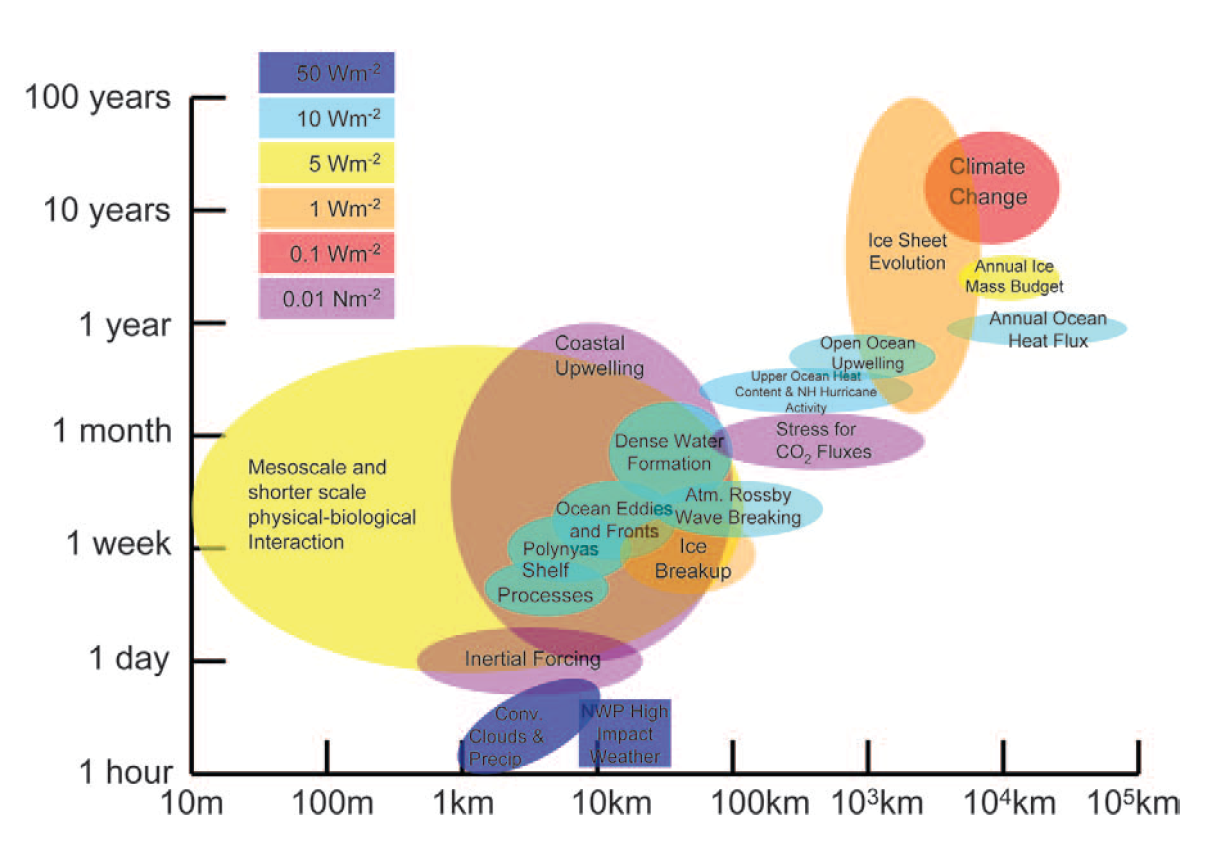 50 Wm-2
10 Wm-2
5 Wm-2
1 Wm-2
0.1 Wm-2
0.01 Nm-2
100 years
10 years
1 year
1 month
1 week
1 day
1 hour
Climate
Change
Ice Sheet
Evolution
Annual Ice
Mass Budget
Annual Ocean
Heat Flux
Open Ocean
Upwelling
Upper Ocean Heat
Content & NH Hurricane
Activity
Stress for
CO2 Fluxes
Coastal
Upwelling
Dense Water
Formation
Mesoscale and
shorter scale
physical-biological
Interaction
Atm. Rossby
Wave Breaking
Ocean Eddies
and Fronts
Polynyas
Shelf
Processes
Ice
Breakup
Inertial Forcing
Conv.
Clouds &
Precip
NWP High
Impact
Weather
10m
100m
1km
10km
100km
10³km
10⁴km
10⁵km